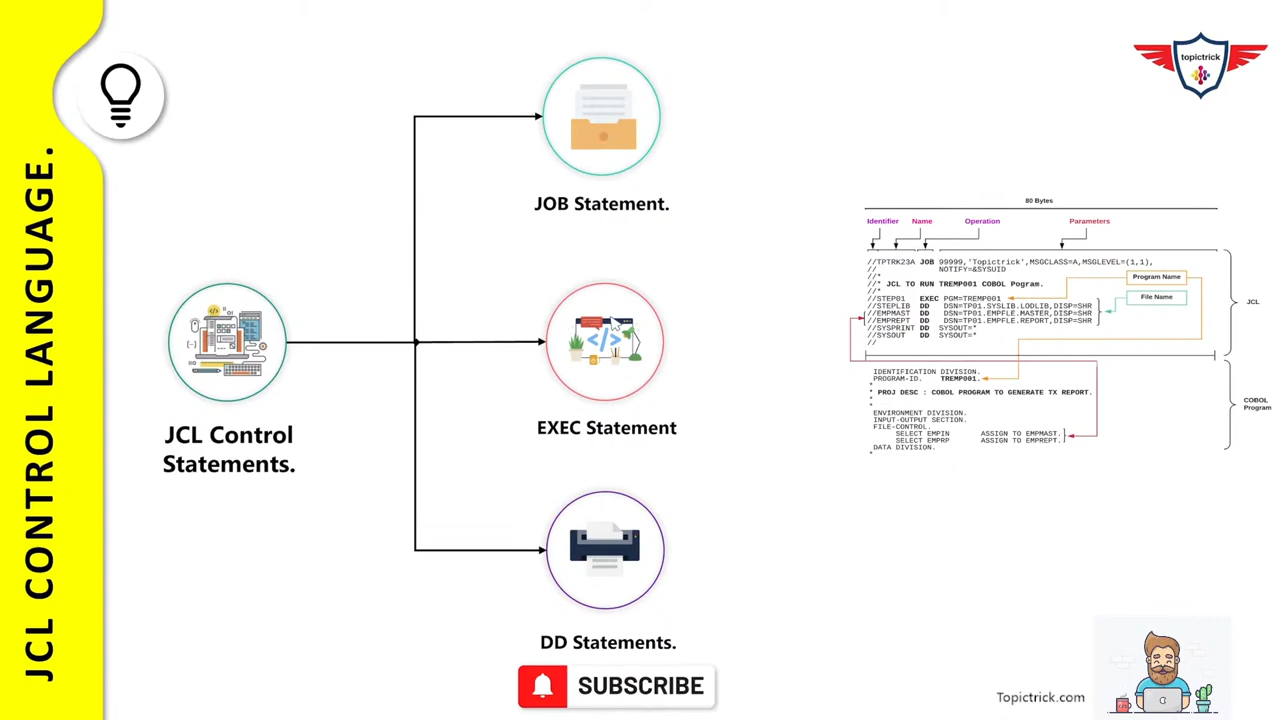 JCL CONTROL LANGUAGE.
topictrick
JOB Statement.
JCL Control
Statements.
EXEC Statement
DD Statements.
SUBSCRIBE
80 Bytes
Identifier Name Operation Parameters
//TPTRK23A JOB 99999,'Topictrick',MSGCLASS=A,MSGLEVEL=(1,1),
// NOTIFY=&SYSUID
//*
//* JCL TO RUN TREMP001 COBOL Pogram.
//*
//STEP01 EXEC PGM=TREMP001
//STEPLIB DD DSN=TP01.SYSLIB.LODLIB,DISP=SHR
//EMPMAST DD DSN=TP01.EMPFLE.MASTER,DISP=SHR
//EMPREPT DD DSN=TP01.EMPFLE.REPORT,DISP=SHR
//SYSPRINT DD SYSOUT=*
//SYSOUT DD SYSOUT=*
//
Program Name
File Name
JCL
IDENTIFICATION DIVISION.
PROGRAM-ID. TREMP001.
*
* PROJ DESC : COBOL PROGRAM TO GENERATE TX REPORT.
*
*
ENVIRONMENT DIVISION.
INPUT-OUTPUT SECTION.
FILE-CONTROL.
SELECT EMPIN ASSIGN TO EMPMAST.
SELECT EMPRP ASSIGN TO EMPREPT.
DATA DIVISION.
*
COBOL
Program
Topictrick.com